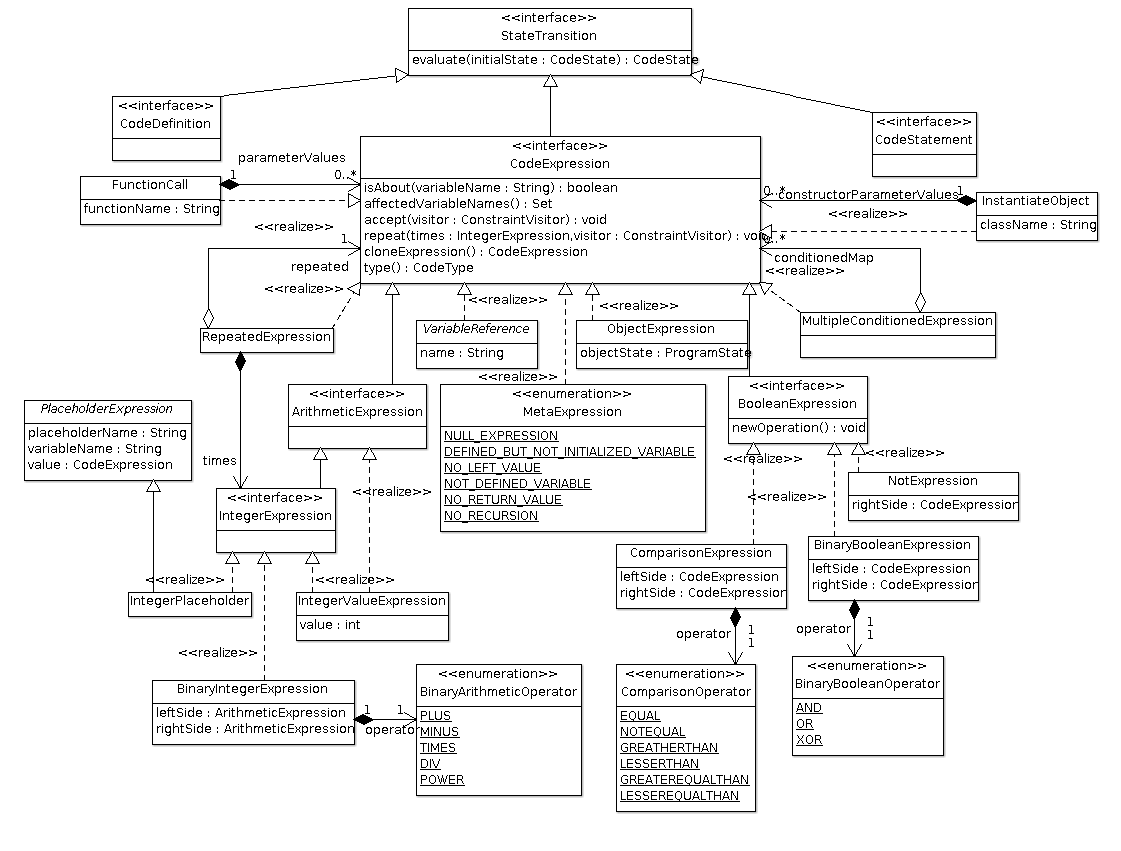 <<interface>>
StateTransition
evaluate(initialState : CodeState) : CodeState
<<interface>>
CodeDefinition
<<interface>>
CodeStatement
<<interface>>
CodeExpression
isAbout(variableName : String) : boolean
affectedVariableNames() : Set
accept(visitor : ConstraintVisitor) : void
repeat(times : IntegerExpression,visitor : ConstraintVisitor) : void
cloneExpression() : CodeExpression
type() : CodeType
parameterValues
1
0..*
FunctionCall
functionName : String
<<realize>>
1
repeated
<<realize>>
RepeatedExpression
0..*
constructorParameterValues
1
InstantiateObject
className : String
<<realize>>
0..*
conditionedMap
<<realize>>
MultipleConditionedExpression
<<realize>>
VariableReference
name : String
<<realize>>
ObjectExpression
objectState : ProgramState
<<realize>>
<<enumeration>>
MetaExpression
NULL_EXPRESSION
DEFINED_BUT_NOT_INITIALIZED_VARIABLE
NO_LEFT_VALUE
NOT_DEFINED_VARIABLE
NO_RETURN_VALUE
NO_RECURSION
<<interface>>
ArithmeticExpression
<<interface>>
BooleanExpression
newOperation() : void
PlaceholderExpression
placeholderName : String
variableName : String
value : CodeExpression
times
<<interface>>
IntegerExpression
<<realize>>
<<realize>>
<<realize>>
<<realize>>
NotExpression
rightSide : CodeExpression
ComparisonExpression
leftSide : CodeExpression
rightSide : CodeExpression
BinaryBooleanExpression
leftSide : CodeExpression
rightSide : CodeExpression
<<realize>>
<<realize>>
IntegerPlaceholder
IntegerValueExpression
value : int
<<realize>>
operator
1
1
operator
1
1
BinaryIntegerExpression
leftSide : ArithmeticExpression
rightSide : ArithmeticExpression
1
1
operator
<<enumeration>>
BinaryArithmeticOperator
PLUS
MINUS
TIMES
DIV
POWER
<<enumeration>>
ComparisonOperator
EQUAL
NOTEQUAL
GREATHERTHAN
LESSERTHAN
GREATEREQUALTHAN
LESSEREQUALTHAN
<<enumeration>>
BinaryBooleanOperator
AND
OR
XOR